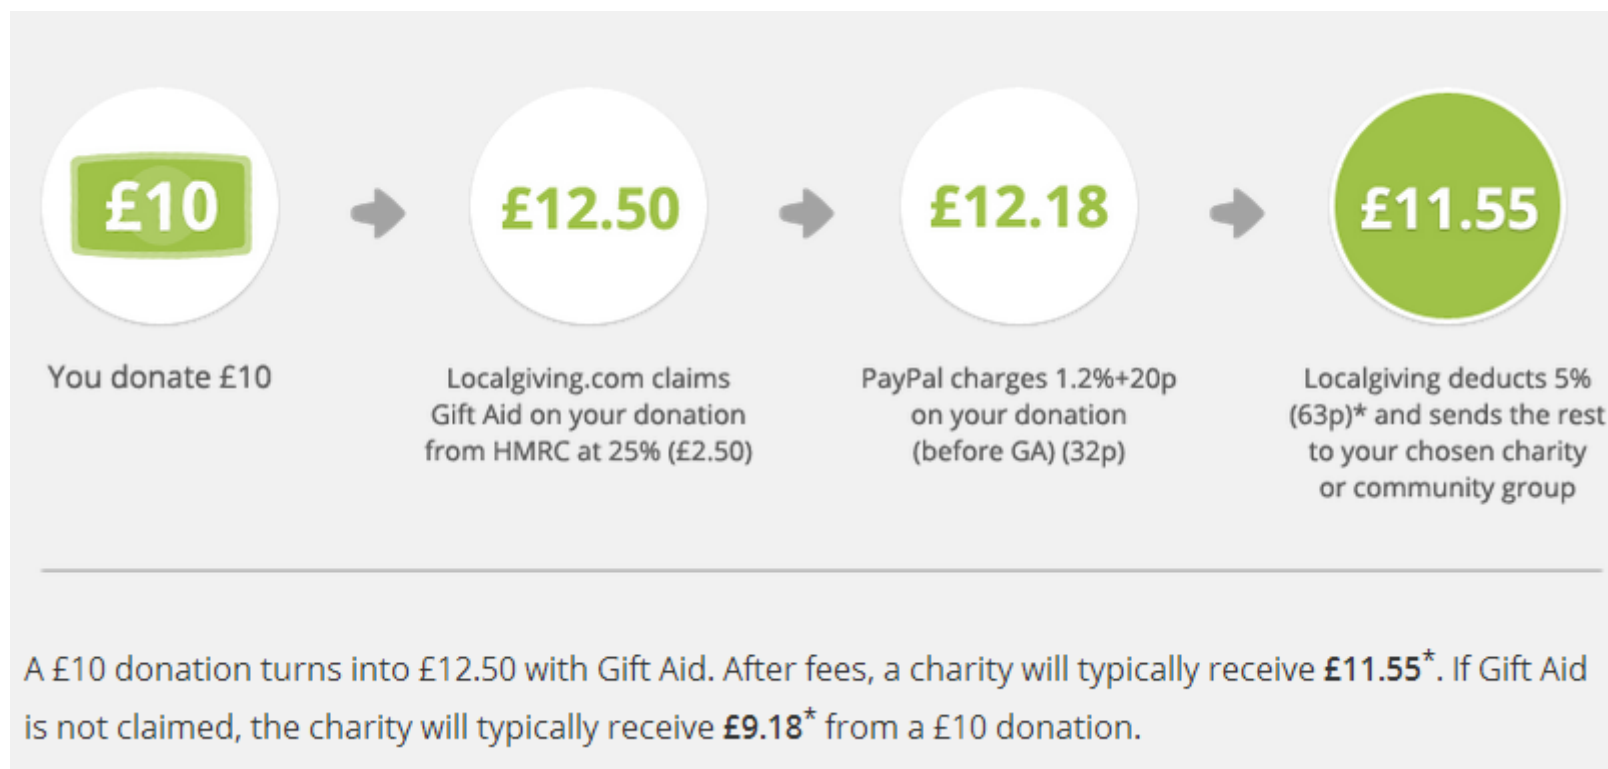 £10
£12.50
£12.18
£11.55
You donate £10
Localgiving.com claims
Gift Aid on your donation
from HMRC at 25% (£2.50)
PayPal charges 1.2%+20p
on your donation
(before GA) (32p)
Localgiving deducts 5%
(63p)* and sends the rest
to your chosen charity
or community group
A £10 donation turns into £12.50 with Gift Aid. After fees, a charity will typically receive £11.55*. If Gift Aid
is not claimed, the charity will typically receive £9.18* from a £10 donation.